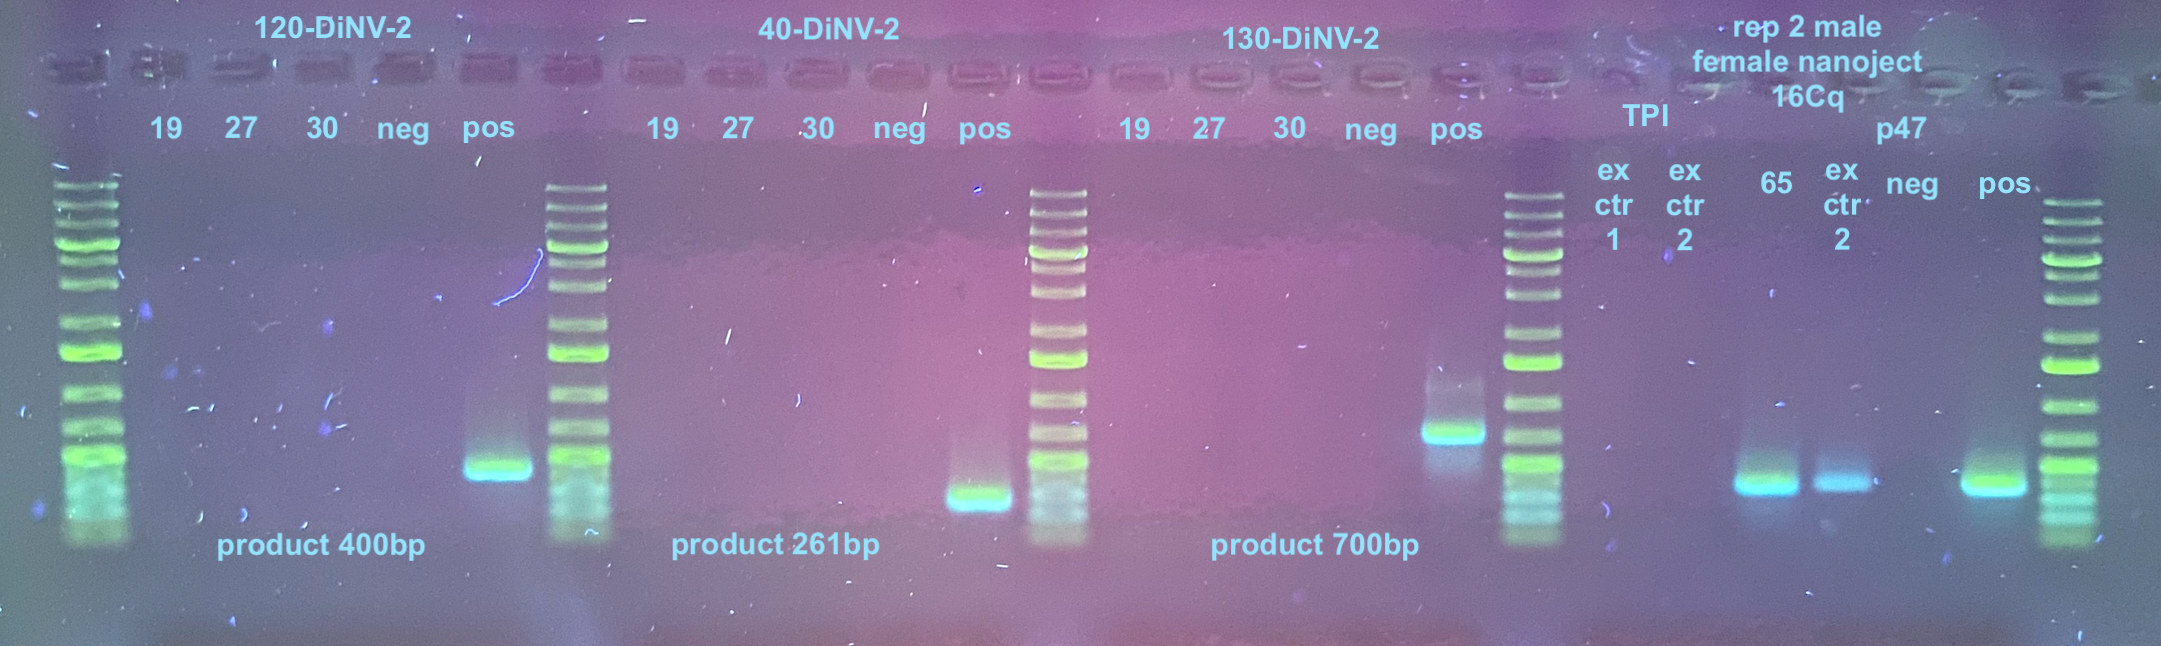 120-DiNV-2
19 27 30 neg pos
product 400bp
40-DiNV-2
19 27 30 neg pos
product 261bp
130-DiNV-2
19 27 30 neg pos
product 700bp
rep 2 male
female nanoject
16Cq
TPI
p47
ex
ctr
1
ex
ctr
2
65
ex
ctr
2
neg
pos